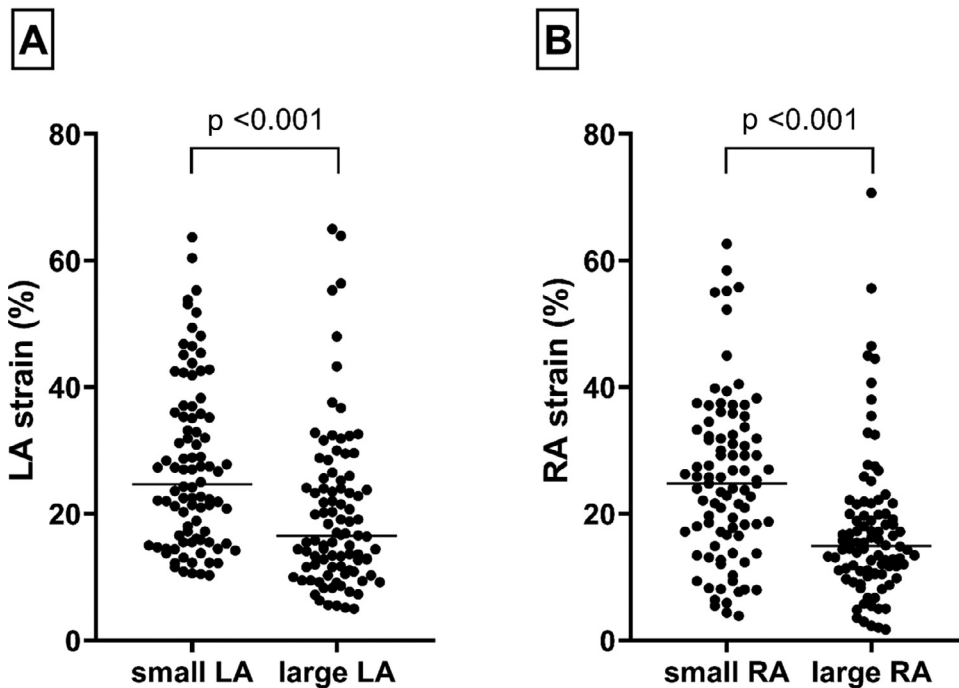 A
p <0.001
LA strain (%)
80
60
40
20
0
small LA
large LA
B
p <0.001
RA strain (%)
80
60
40
20
0
small RA
large RA